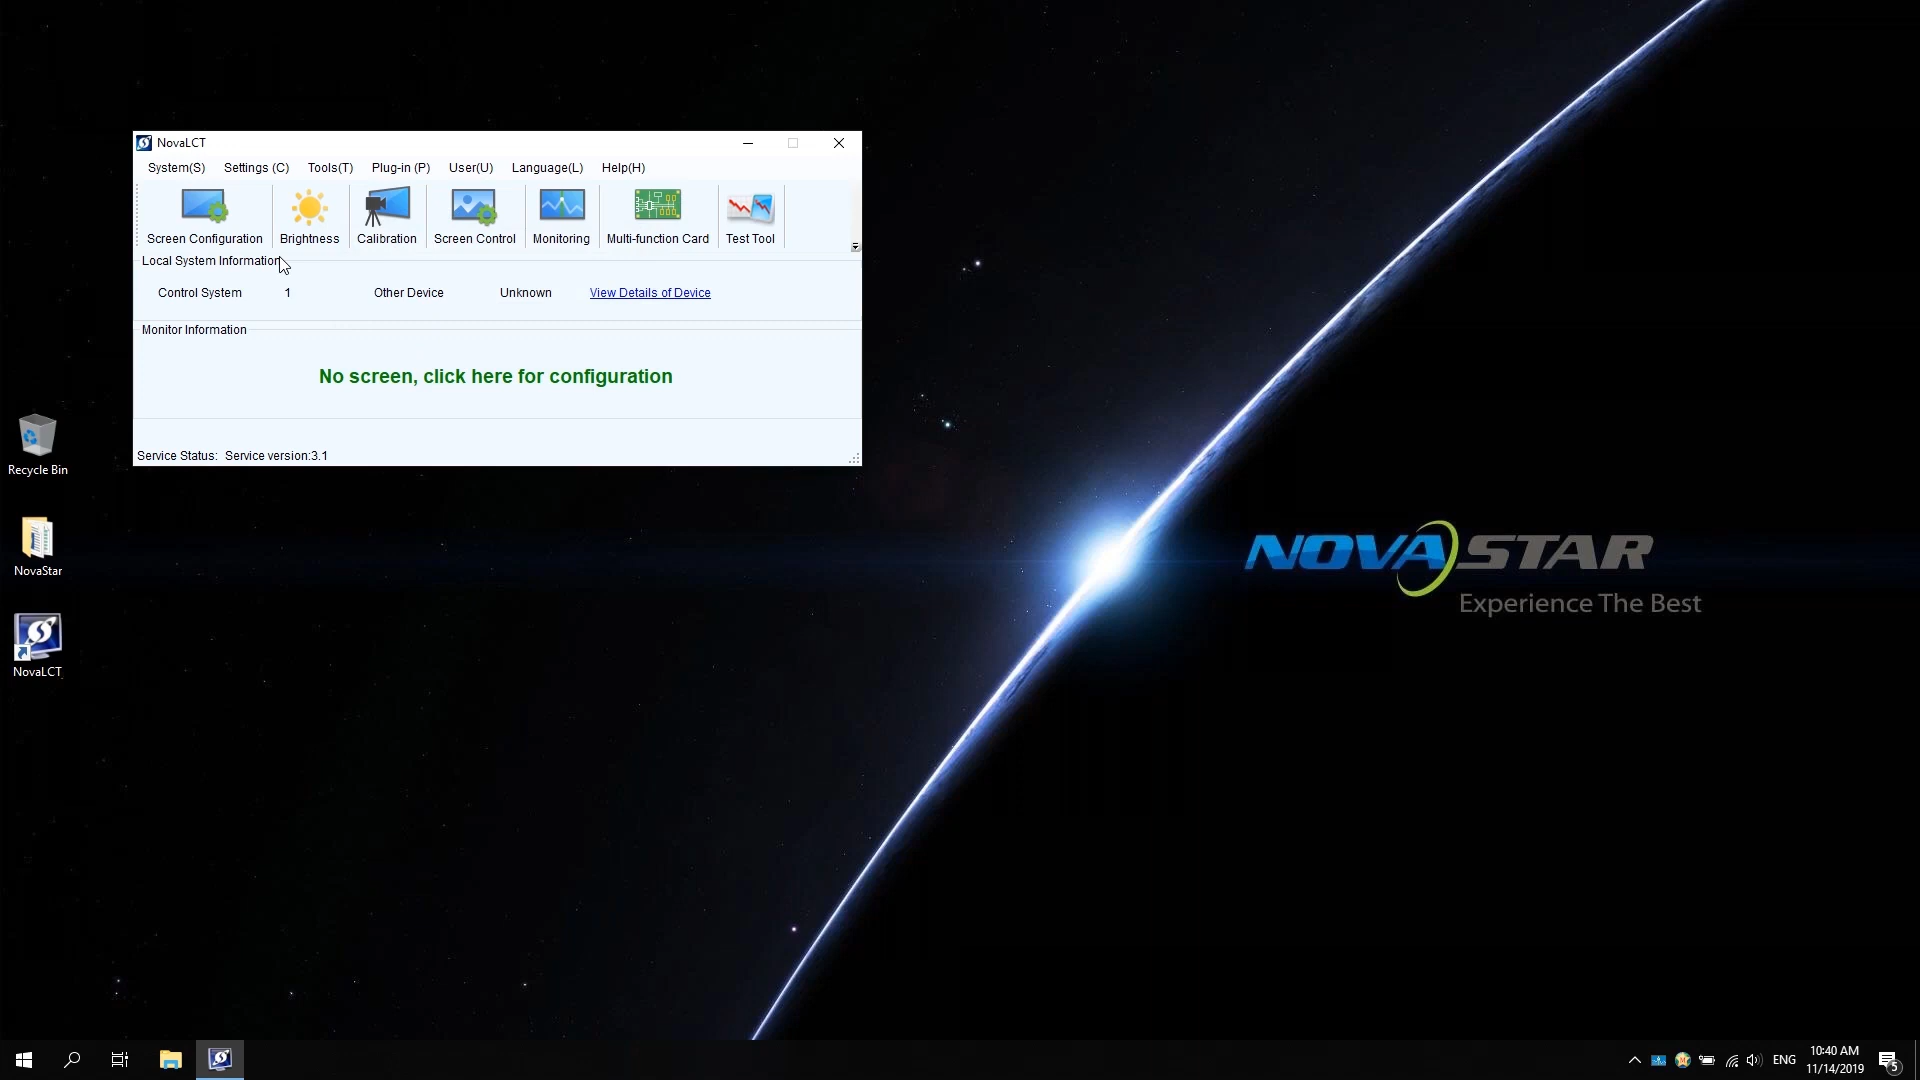 NovaLCT
System(S) Settings (C) Tools(T) Plug-in (P) User(U) Language(L) Help(H)
Screen Configuration Brightness Calibration Screen Control Monitoring Multi-function Card Test Tool
Local System Information
Control System 1 Other Device Unknown View Details of Device
Monitor Information
No screen, click here for configuration
Service Status: Service version:3.1
Recycle Bin
NovaStar
NovaLCT
NOVASTAR
Experience The Best
ENG
10:40 AM
11/14/2019
5